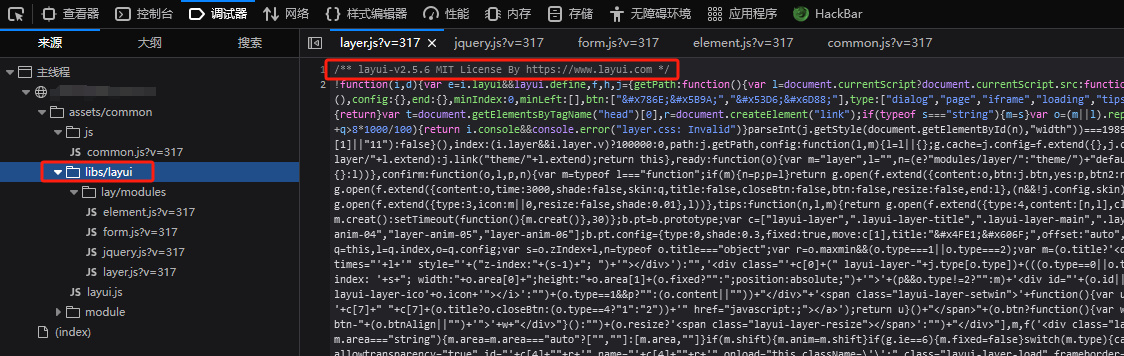 查看器 控制台 调试器 网络 {} 样式编辑器 性能 内存 存储 无障碍环境 应用程序 HackBar
来源 大纲 搜索
layer.js?v=317 jquery.js?v=317 form.js?v=317 element.js?v=317 common.js?v=317
主线程
assets/common
js
common.js?v=317
libs/layui
lay/modules
element.js?v=317
form.js?v=317
jquery.js?v=317
layer.js?v=317
layui.js
module
(index)
1 /** layui-v2.5.6 MIT License By https://www.layui.com */
2 !function(i,d){var e=i.layui&&layui.define,f,h,j={getPath:function(){var l=document.currentScript?document.currentScript.src:function
(),config:{},end:{},minIndex:0,minLeft:[],btn:["&#x786E;&#x5B9A;","&#x53D6;&#x6D88;"],type:["dialog","page","iframe","loading","tips
{return}var t=document.getElementsByTagName("head")[0],r=document.createElement("link");if(typeof s==="string"){m=s}var o=(m||l).rep
+q>8*1000/100){return i.console&&console.error("layer.css: Invalid")}parseInt(j.getStyle(document.getElementById(n),"width"))===1989
[1]||"11"):false}(),index:(i.layer&&i.layer.v)?100000:0,path:j.getPath,config:function(l,m){l=l||{};g.cache=j.config=f.extend({},j.c
layer/"+l.extend):j.link("theme/"+l.extend);return this},ready:function(o){var m="layer",l="",n=(e?"modules/layer/":"theme/")+"defau
{}:l))},confirm:function(o,l,p,n){var m=typeof l==="function";if(m){n=p;p=l}return g.open(f.extend({content:o,btn:j.btn,yes:p,btn2:n
g.open(f.extend({content:o,time:3000,shade:false,skin:q,title:false,closeBtn:false,btn:false,resize:false,end:l},(n&&!j.config.skin)
g.open(f.extend({type:3,icon:m||0,resize:false,shade:0.01},l))},tips:function(n,l,m){return g.open(f.extend({type:4,content:[n,l],cl
m.creat():setTimeout(function(){m.creat()},30)};b.pt=b.prototype;var c=["layui-layer",".layui-layer-title",".layui-layer-main",".lay
anim-04","layer-anim-05","layer-anim-06"];b.pt.config={type:0,shade:0.3,fixed:true,move:c[1],title:"&#x4FE1;&#x606F;",offset:"auto",
q=this,l=q.index,o=q.config;var s=o.zIndex+l,n=typeof o.title==="object";var r=o.maxmin&&(o.type===1||o.type===2);var m=(o.title?'<d
times="'+l+'" style="'+("z-index:"+(s-1)+"; ")+'"></div>'):"",'<div class="'+c[0]+(" layui-layer-"+j.type[o.type])+(((o.type==0||o.t
index: '+s+"; width:"+o.area[0]+";height:"+o.area[1]+(o.fixed?"":";position:absolute;")+'">'+(p&&o.type!=2?"":m)+'<div id="'+(o.id||
layui-layer-ico'+o.icon+'"></i>':"")+(o.type==1&&p?"":(o.content||""))+"</div>"+'<span class="layui-layer-setwin">'+function(){var u
'+c[7]+" "+c[7]+(o.title?o.closeBtn:(o.type==4?"1":"2"))+'" href="javascript:;"></a>');return u}()+"</span>"+(o.btn?function(){var w
btn-"+(o.btnAlign||"")+'">'+w+"</div>"}():"")+(o.resize?'<span class="layui-layer-resize"></span>':"")+"</div>"],m,f('<div class="la
m.area==="string"){m.area=m.area==="auto"?["",""]:[m.area,""]}if(m.shift){m.anim=m.shift}if(g.ie==6){m.fixed=false}switch(m.type){ca